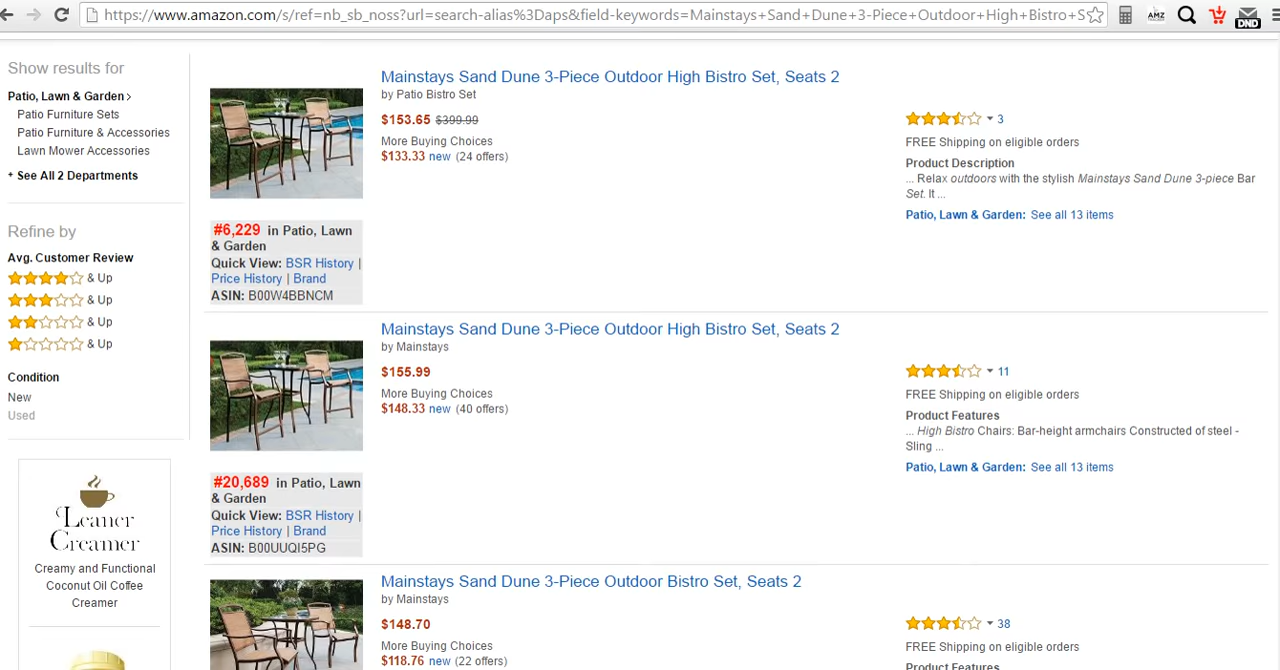 https://www.amazon.com/s/ref=nb_sb_noss?url=search-alias%3Daps&field-keywords=Mainstays+Sand+Dune+3-Piece+Outdoor+High+Bistro+S
AMZ
DND
Show results for
Patio, Lawn & Garden ›
Patio Furniture Sets
Patio Furniture & Accessories
Lawn Mower Accessories
+ See All 2 Departments
Refine by
Avg. Customer Review
& Up
& Up
& Up
& Up
Condition
New
Used
Leaner
Creamer
Creamy and Functional
Coconut Oil Coffee
Creamer
Mainstays Sand Dune 3-Piece Outdoor High Bistro Set, Seats 2
by Patio Bistro Set
$153.65 $399.99
More Buying Choices
$133.33 new (24 offers)
3
FREE Shipping on eligible orders
Product Description
... Relax outdoors with the stylish Mainstays Sand Dune 3-piece Bar
Set. It ...
Patio, Lawn & Garden: See all 13 items
#6,229 in Patio, Lawn
& Garden
Quick View: BSR History |
Price History | Brand
ASIN: B00W4BBNCM
Mainstays Sand Dune 3-Piece Outdoor High Bistro Set, Seats 2
by Mainstays
$155.99
More Buying Choices
$148.33 new (40 offers)
11
FREE Shipping on eligible orders
Product Features
... High Bistro Chairs: Bar-height armchairs Constructed of steel -
Sling ...
Patio, Lawn & Garden: See all 13 items
#20,689 in Patio, Lawn
& Garden
Quick View: BSR History |
Price History | Brand
ASIN: B00UUQI5PG
Mainstays Sand Dune 3-Piece Outdoor Bistro Set, Seats 2
by Mainstays
$148.70
More Buying Choices
$118.76 new (22 offers)
38
FREE Shipping on eligible orders
Product Features